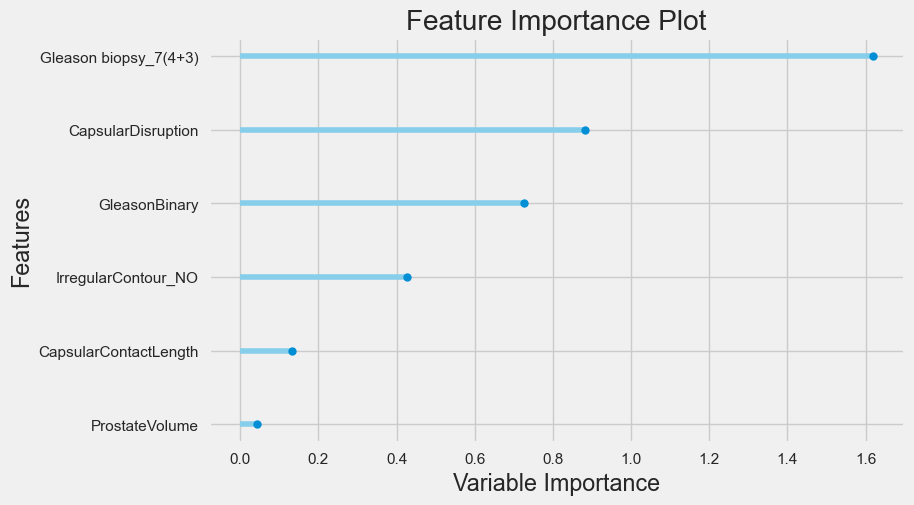 Feature Importance Plot
Gleason biopsy_7(4+3)
CapsularDisruption
GleasonBinary
IrregularContour_NO
CapsularContactLength
ProstateVolume
Features
0.0 0.2 0.4 0.6 0.8 1.0 1.2 1.4 1.6
Variable Importance